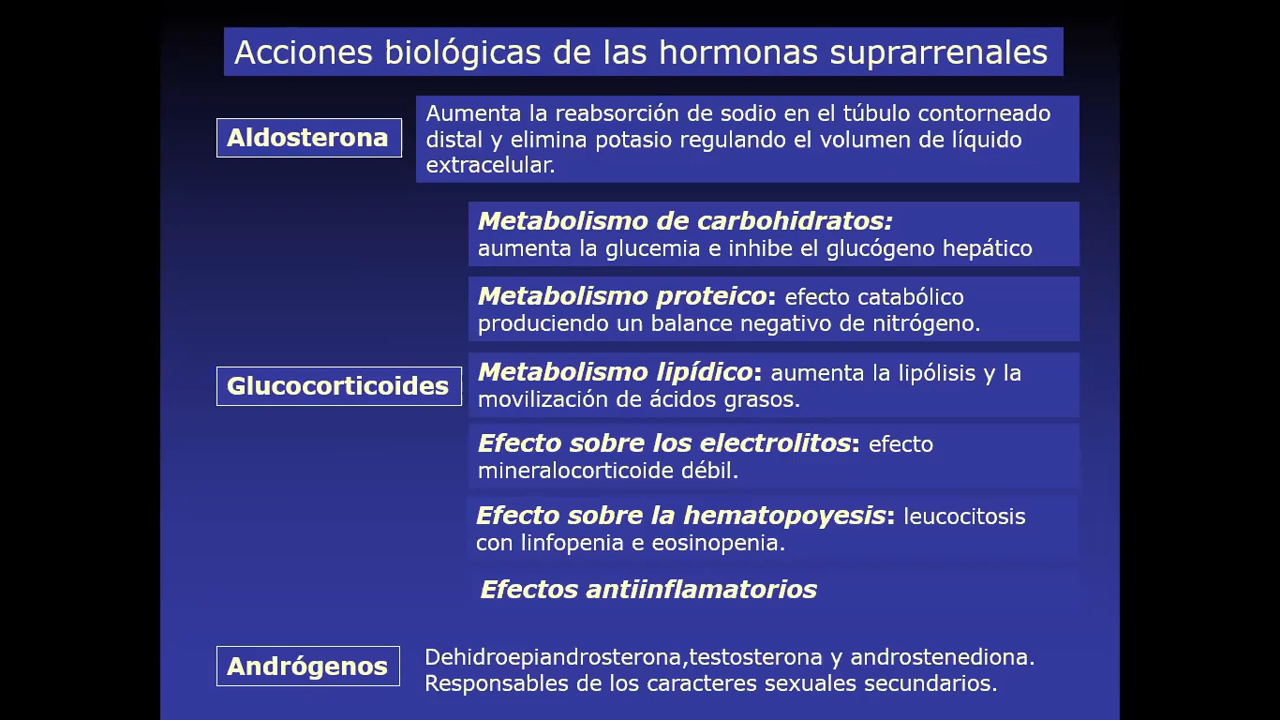 Acciones biológicas de las hormonas suprarrenales
Aldosterona
Aumenta la reabsorción de sodio en el túbulo contorneado
distal y elimina potasio regulando el volumen de líquido
extracelular.
Glucocorticoides
Metabolismo de carbohidratos:
aumenta la glucemia e inhibe el glucógeno hepático
Metabolismo proteico: efecto catabólico
produciendo un balance negativo de nitrógeno.
Metabolismo lipídico: aumenta la lipólisis y la
movilización de ácidos grasos.
Efecto sobre los electrolitos: efecto
mineralocorticoide débil.
Efecto sobre la hematopoyesis: leucocitosis
con linfopenia e eosinopenia.
Efectos antiinflamatorios
Andrógenos
Dehidroepiandrosterona,testosterona y androstenediona.
Responsables de los caracteres sexuales secundarios.